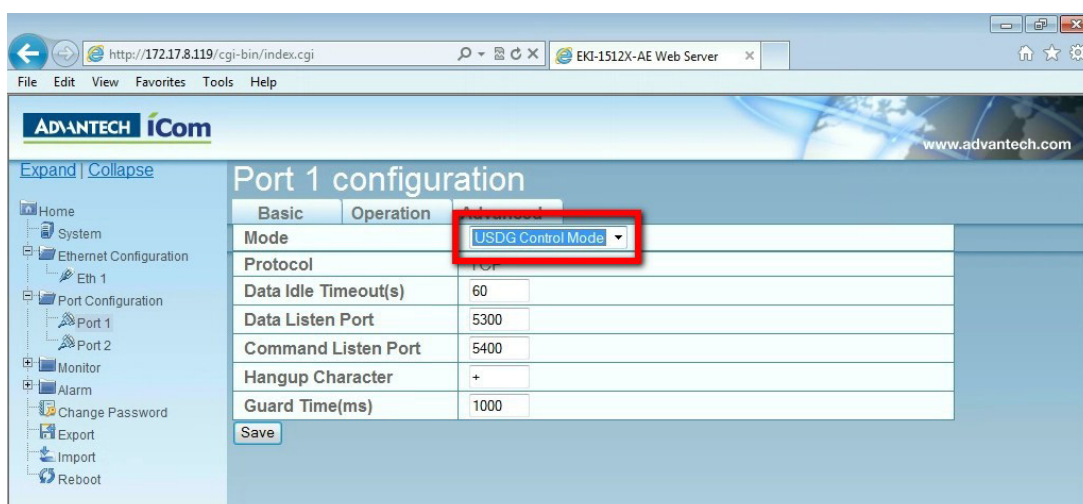 http://172.17.8.119/cgi-bin/index.cgi
EKI-1512X-AE Web Server
File Edit View Favorites Tools Help
ADVANTECH iCom
www.advantech.com
Expand | Collapse
Home
System
Ethernet Configuration
Eth 1
Port Configuration
Port 1
Port 2
Monitor
Alarm
Change Password
Export
Import
Reboot
Port 1 configuration
Basic Operation Advanced
Mode USDG Control Mode
Protocol TCP
Data Idle Timeout(s) 60
Data Listen Port 5300
Command Listen Port 5400
Hangup Character +
Guard Time(ms) 1000
Save